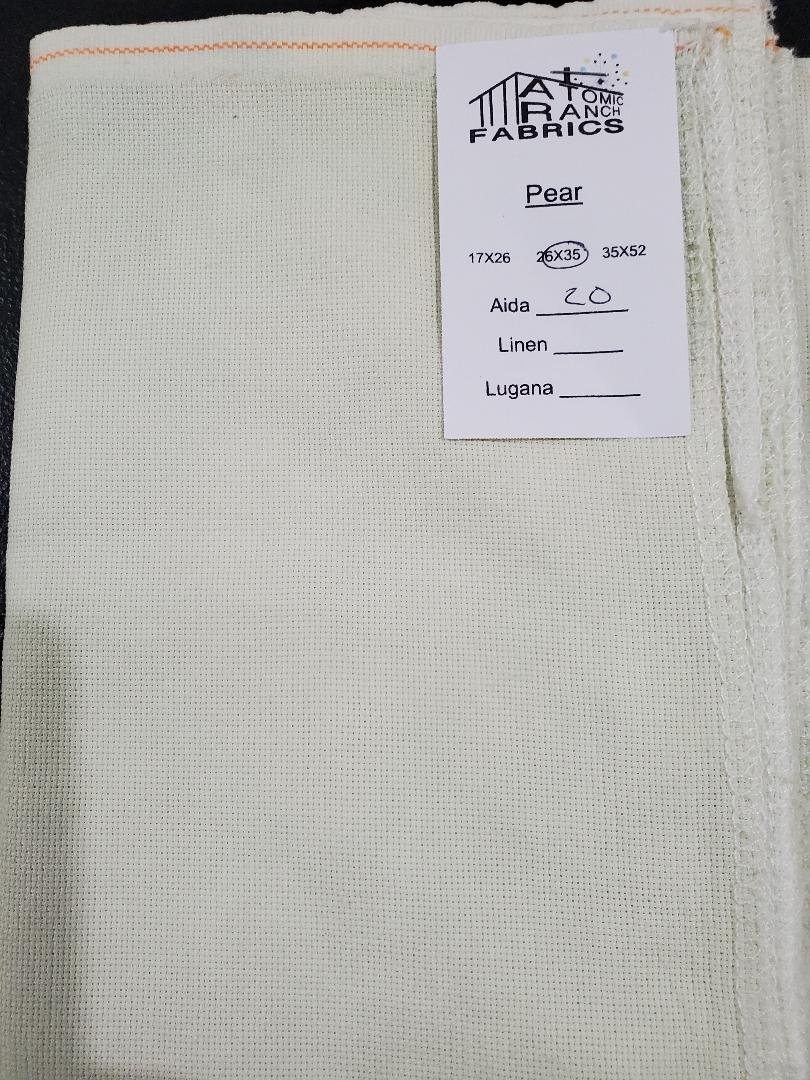 ATOMIC
RANCH
FABRICS
Pear
17X26 26X35 35X52
Aida 20
Linen
Lugana